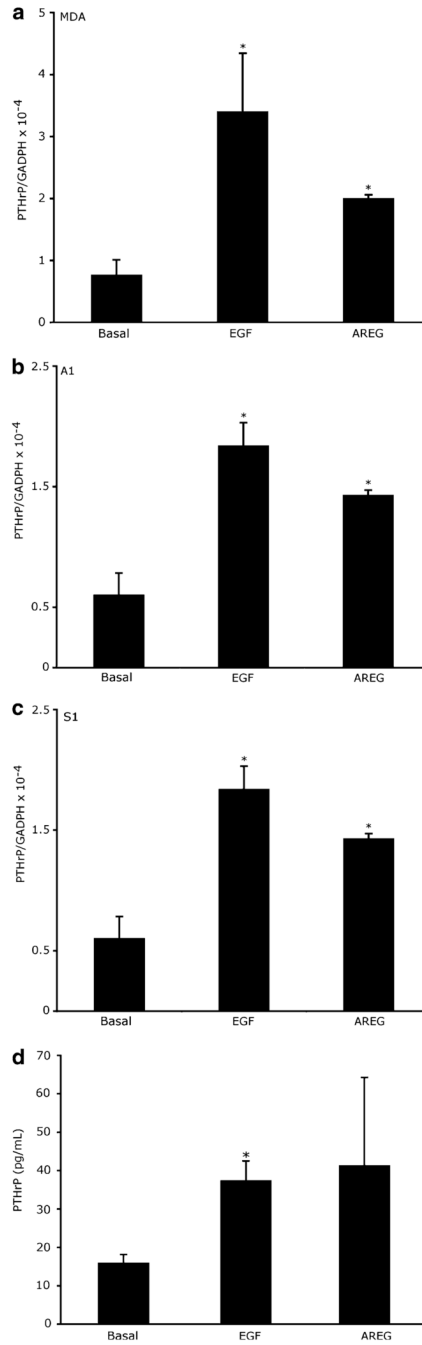 a
MDA
5
4
3
2
1
0
PTHrP/GADPH x 10-4
*
*
Basal EGF AREG
b
A1
2.5
1.5
0.5
0
PTHrP/GADPH x 10-4
*
*
Basal EGF AREG
c
S1
2.5
1.5
0.5
0
PTHrP/GADPH x 10-4
*
*
Basal EGF AREG
d
70
60
50
40
30
20
10
0
PTHrP (pg/mL)
*
Basal EGF AREG